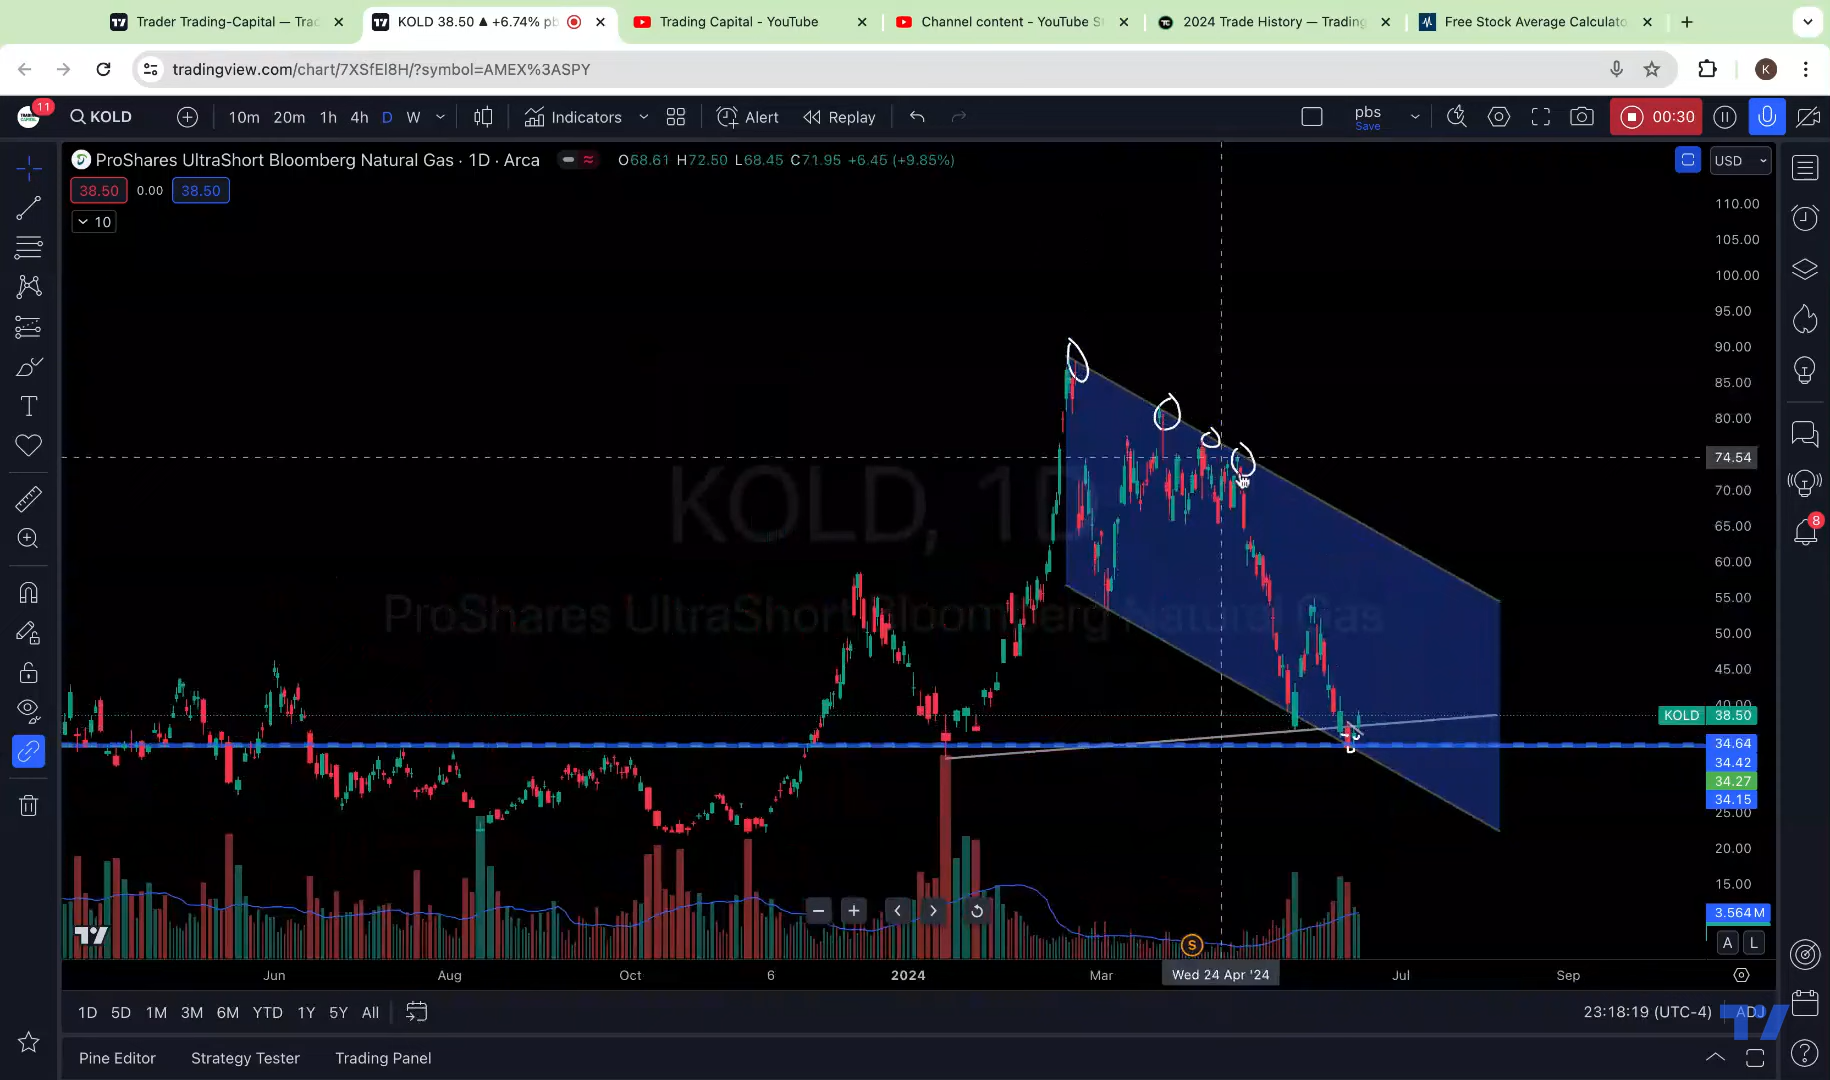 Trader Trading-Capital — Trac
KOLD 38.50 ▲ +6.74% pb
Trading Capital - YouTube
Channel content - YouTube S
2024 Trade History — Trading
Free Stock Average Calculato
tradingview.com/chart/7XSfEl8H/?symbol=AMEX%3ASPY
K
11
KOLD
10m 20m 1h 4h D W
Indicators
Alert
Replay
pbs
Save
00:30
ProShares UltraShort Bloomberg Natural Gas · 1D · Arca
O68.61 H72.50 L68.45 C71.95 +6.45 (+9.85%)
USD
38.50 0.00 38.50
10
110.00
105.00
100.00
95.00
90.00
85.00
80.00
74.54
70.00
65.00
60.00
55.00
50.00
45.00
40.00
KOLD 38.50
34.64
34.42
34.27
34.15
25.00
20.00
15.00
3.564M
A L
8
KOLD, 1D
ProShares UltraShort Bloomberg Natural Gas
S
Jun Aug Oct 6 2024 Mar Wed 24 Apr '24 Jul Sep
1D 5D 1M 3M 6M YTD 1Y 5Y All
23:18:19 (UTC-4) ADJ
Pine Editor Strategy Tester Trading Panel